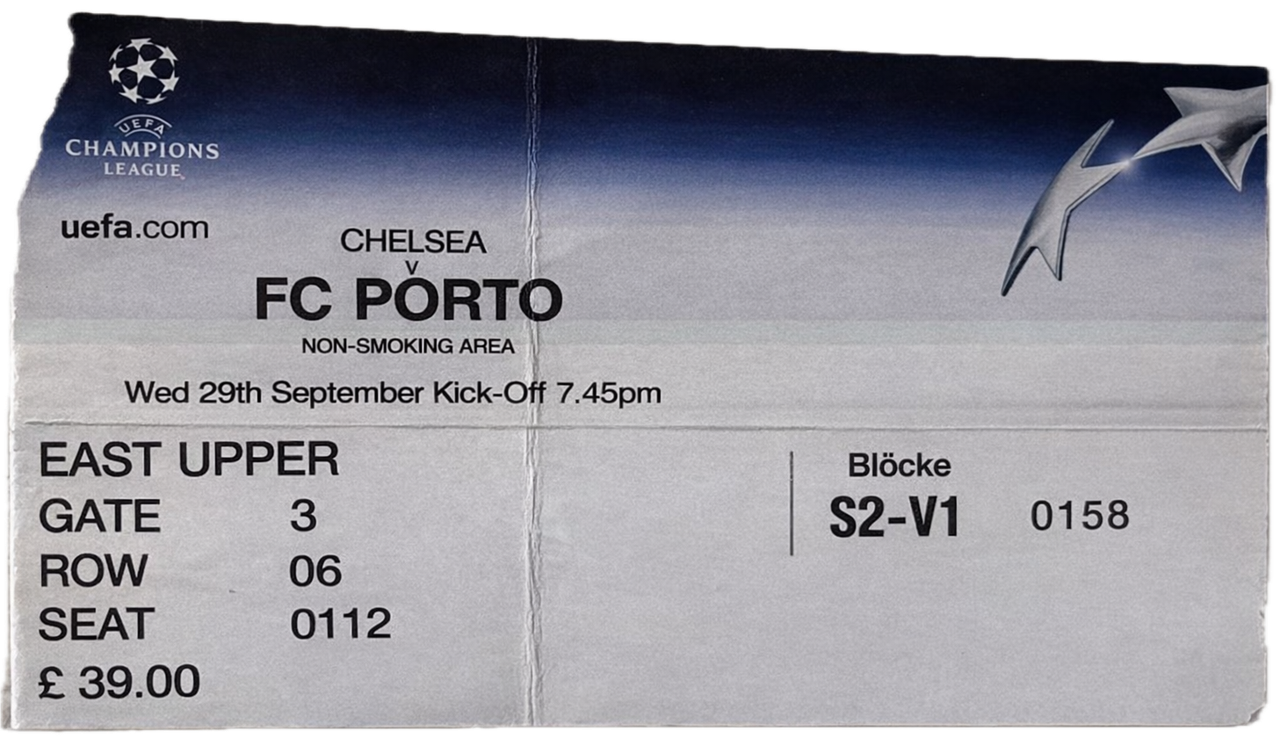 UEFA
CHAMPIONS
LEAGUE
uefa.com
CHELSEA
V
FC PORTO
NON-SMOKING AREA
Wed 29th September Kick-Off 7.45pm
EAST UPPER
GATE 3
ROW 06
SEAT 0112
£ 39.00
Blöcke
S2-V1 0158